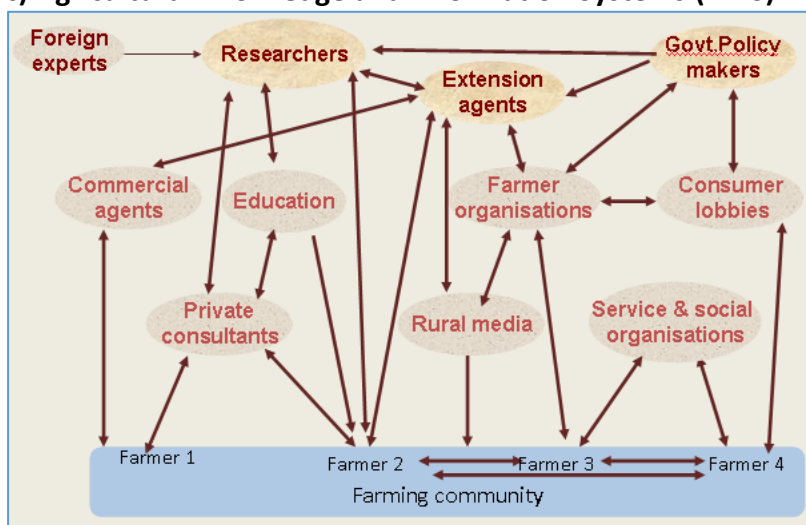 Foreign
experts
Researchers
Govt.Policy
makers
Extension
agents
Commercial
agents
Education
Farmer
organisations
Consumer
lobbies
Private
consultants
Rural media
Service & social
organisations
Farmer 1
Farmer 2
Farmer 3
Farmer 4
Farming community